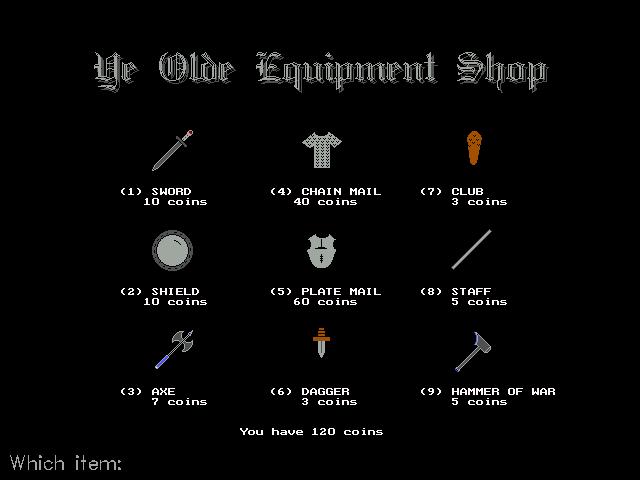 Ye Olde Equipment Shop
(1) SWORD
10 coins
(4) CHAIN MAIL
40 coins
(7) CLUB
3 coins
(2) SHIELD
10 coins
(5) PLATE MAIL
60 coins
(8) STAFF
5 coins
(3) AXE
7 coins
(6) DAGGER
3 coins
(9) HAMMER OF WAR
5 coins
You have 120 coins
Which item: